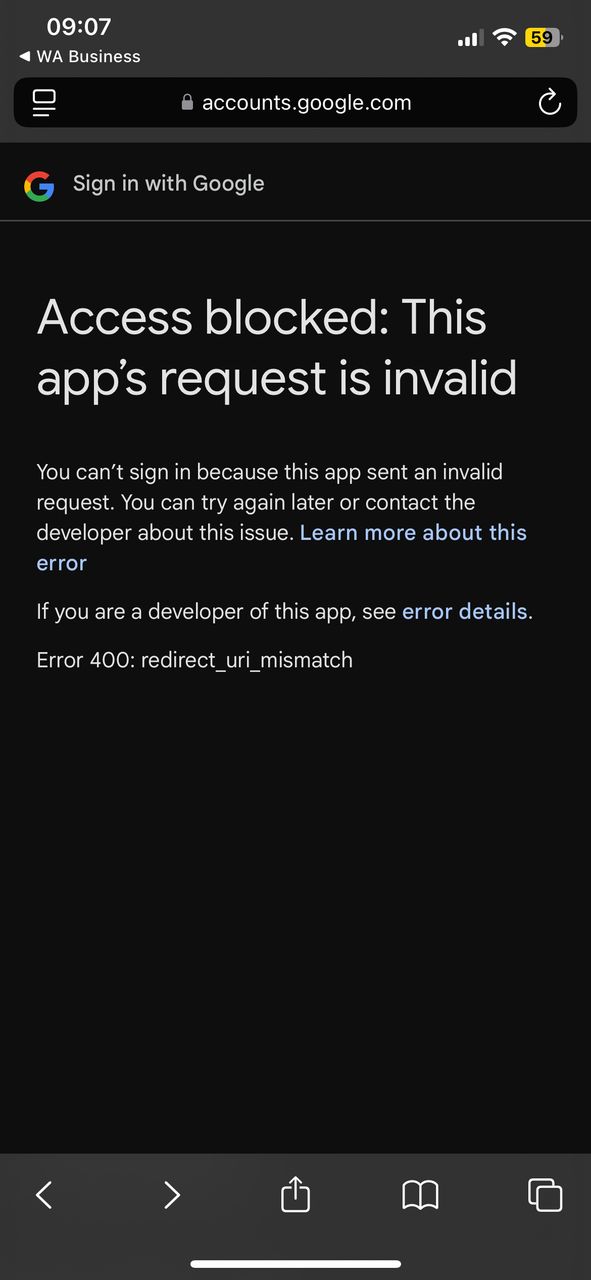 09:07
59
◀ WA Business
accounts.google.com
Sign in with Google
Access blocked: This
app’s request is invalid
You can’t sign in because this app sent an invalid
request. You can try again later or contact the
developer about this issue. Learn more about this
error
If you are a developer of this app, see error details.
Error 400: redirect_uri_mismatch